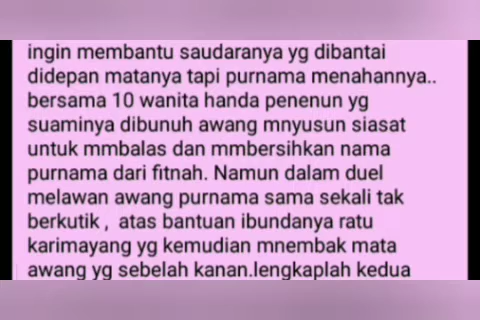 ingin membantu saudaranya yg dibantai
didepan matanya tapi purnama menahannya..
bersama 10 wanita handa penenun yg
suaminya dibunuh awang mnyusun siasat
untuk mmbalas dan mmbersihkan nama
purnama dari fitnah. Namun dalam duel
melawan awang purnama sama sekali tak
berkutik , atas bantuan ibundanya ratu
karimayang yg kemudian mnembak mata
awang yg sebelah kanan.lengkaplah kedua